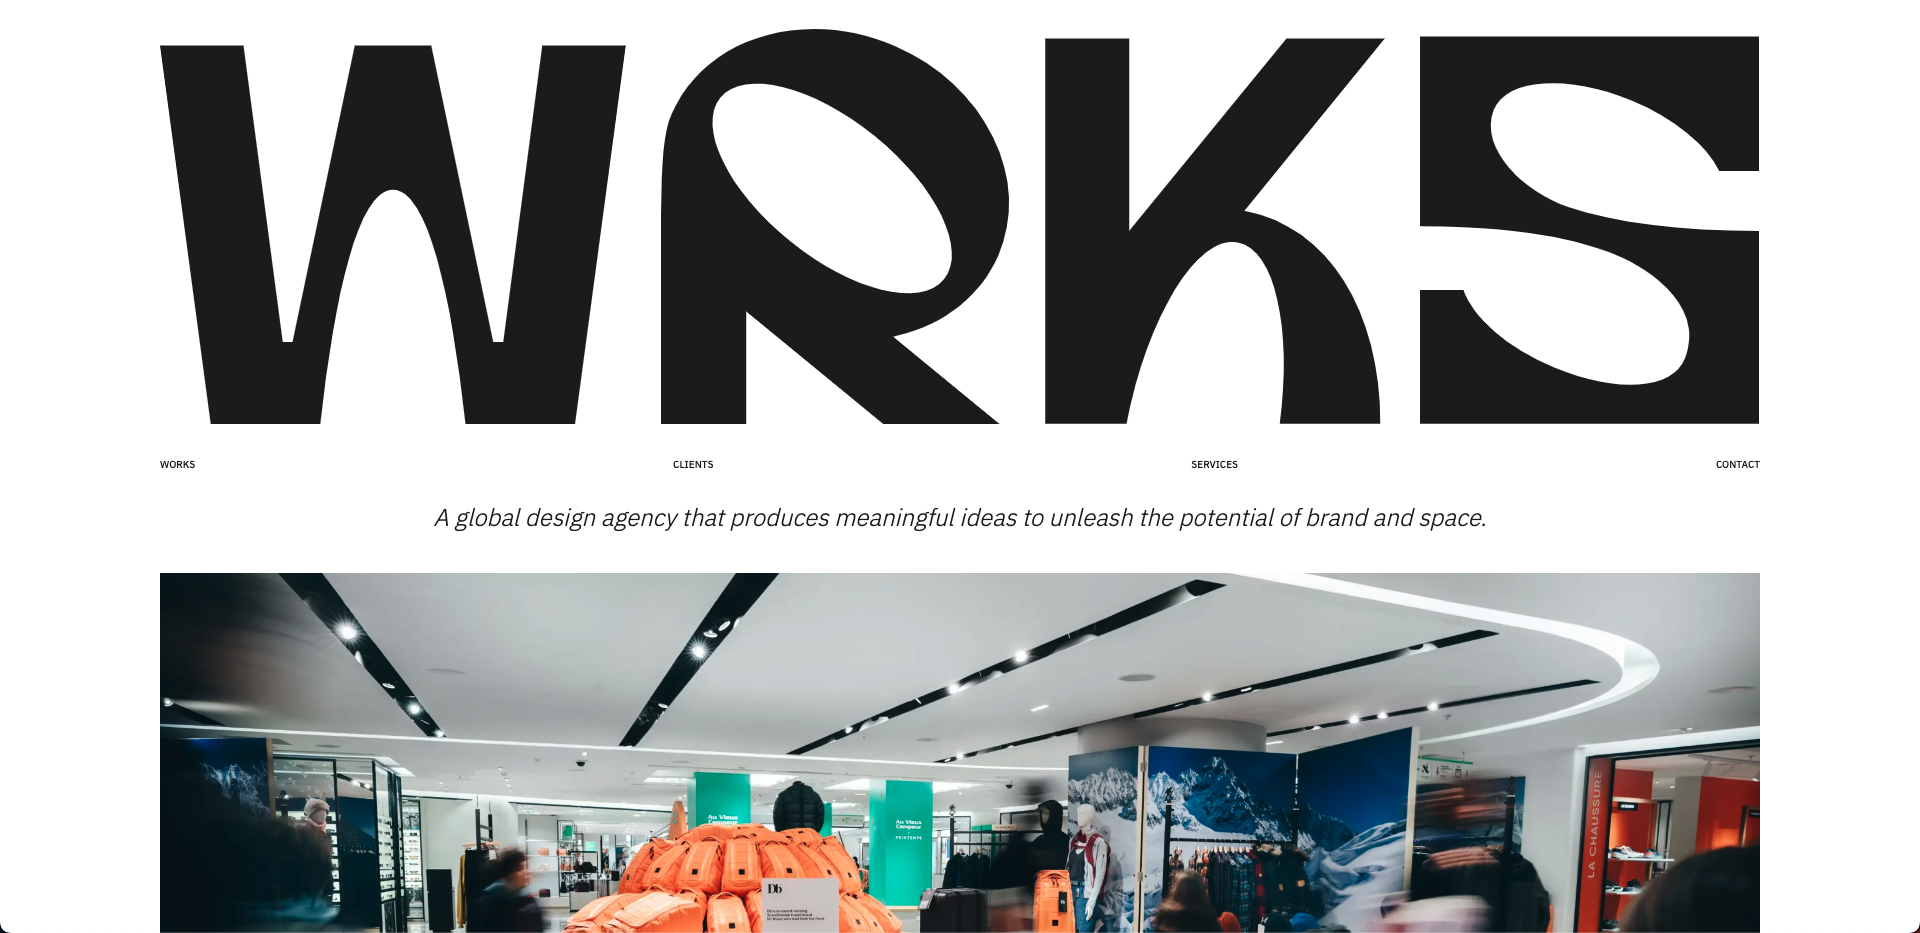 WRKS
WORKS
CLIENTS
SERVICES
CONTACT
A global design agency that produces meaningful ideas to unleash the potential of brand and space.
Au Vieux
Campeur
Au Vieux
Campeur
PRINTEMPS
LA CHAUSSURE
Db